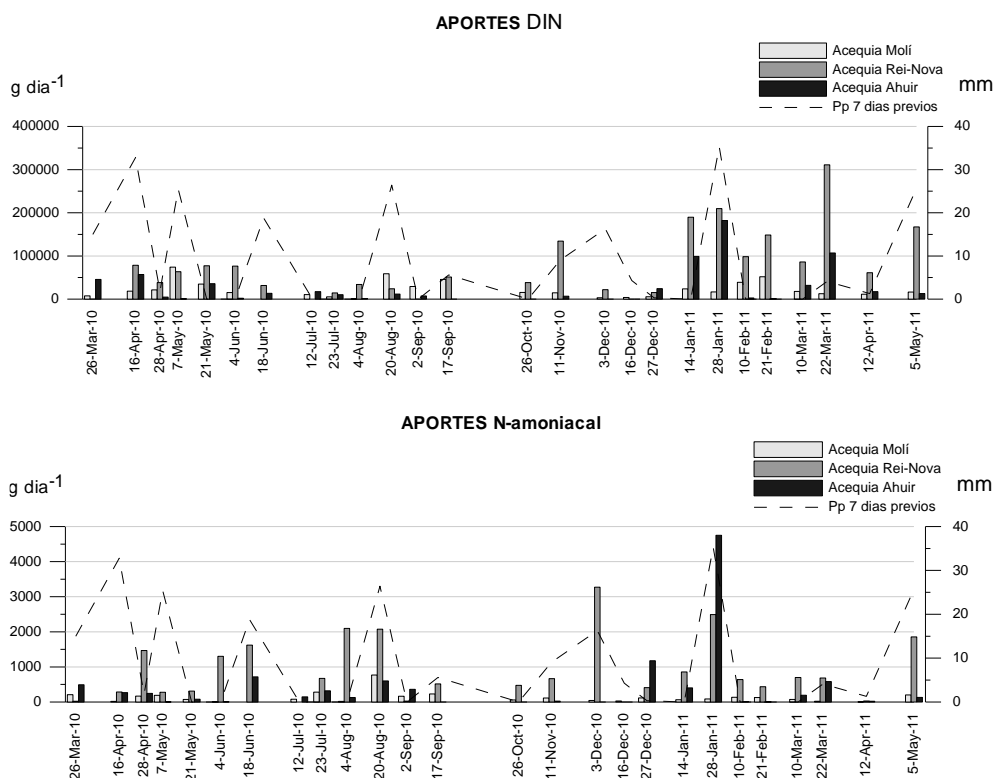 APORTES DIN
Acequia Molí
Acequia Rei-Nova
Acequia Ahuir
Pp 7 dias previos
g dia-1
mm
400000
300000
200000
100000
0
40
30
20
10
0
26-Mar-10
16-Apr-10
28-Apr-10
7-May-10
21-May-10
4-Jun-10
18-Jun-10
12-Jul-10
23-Jul-10
4-Aug-10
20-Aug-10
2-Sep-10
17-Sep-10
26-Oct-10
11-Nov-10
3-Dec-10
16-Dec-10
27-Dec-10
14-Jan-11
28-Jan-11
10-Feb-11
21-Feb-11
10-Mar-11
22-Mar-11
12-Apr-11
5-May-11
APORTES N-amoniacal
Acequia Molí
Acequia Rei-Nova
Acequia Ahuir
Pp 7 dias previos
g dia-1
mm
5000
4000
3000
2000
1000
0
40
30
20
10
0
26-Mar-10
16-Apr-10
28-Apr-10
7-May-10
21-May-10
4-Jun-10
18-Jun-10
12-Jul-10
23-Jul-10
4-Aug-10
20-Aug-10
2-Sep-10
17-Sep-10
26-Oct-10
11-Nov-10
3-Dec-10
16-Dec-10
27-Dec-10
14-Jan-11
28-Jan-11
10-Feb-11
21-Feb-11
10-Mar-11
22-Mar-11
12-Apr-11
5-May-11